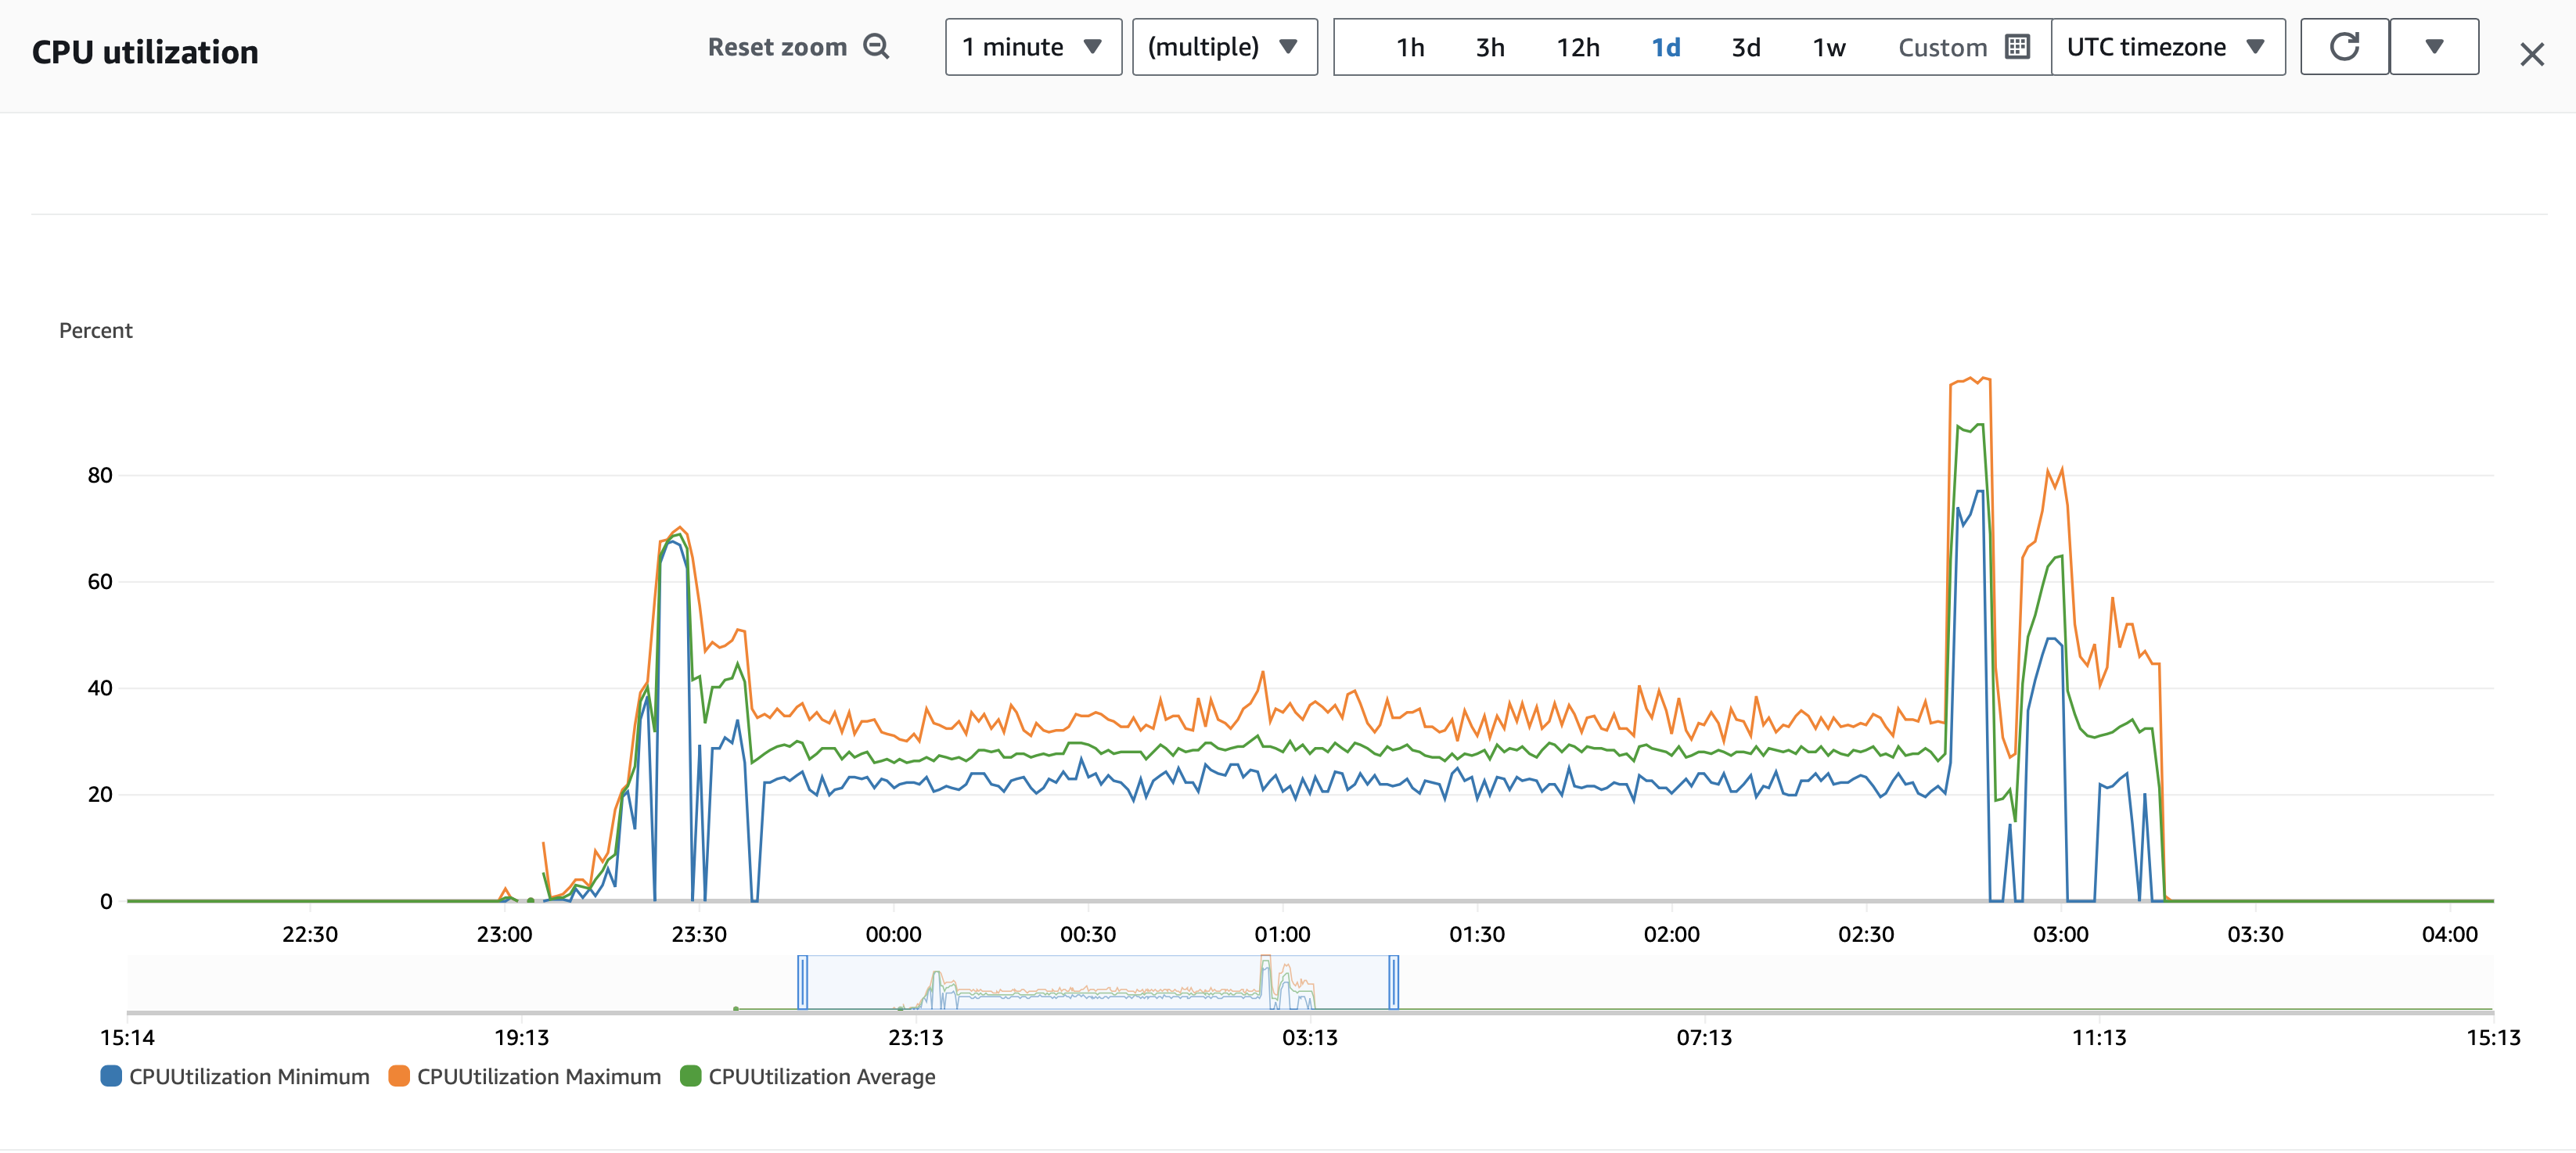 CPU utilization
Reset zoom
1 minute
(multiple)
1h 3h 12h 1d 3d 1w Custom
UTC timezone
Percent
80
60
40
20
0
22:30 23:00 23:30 00:00 00:30 01:00 01:30 02:00 02:30 03:00 03:30 04:00
15:14 19:13 23:13 03:13 07:13 11:13 15:13
CPUUtilization Minimum CPUUtilization Maximum CPUUtilization Average